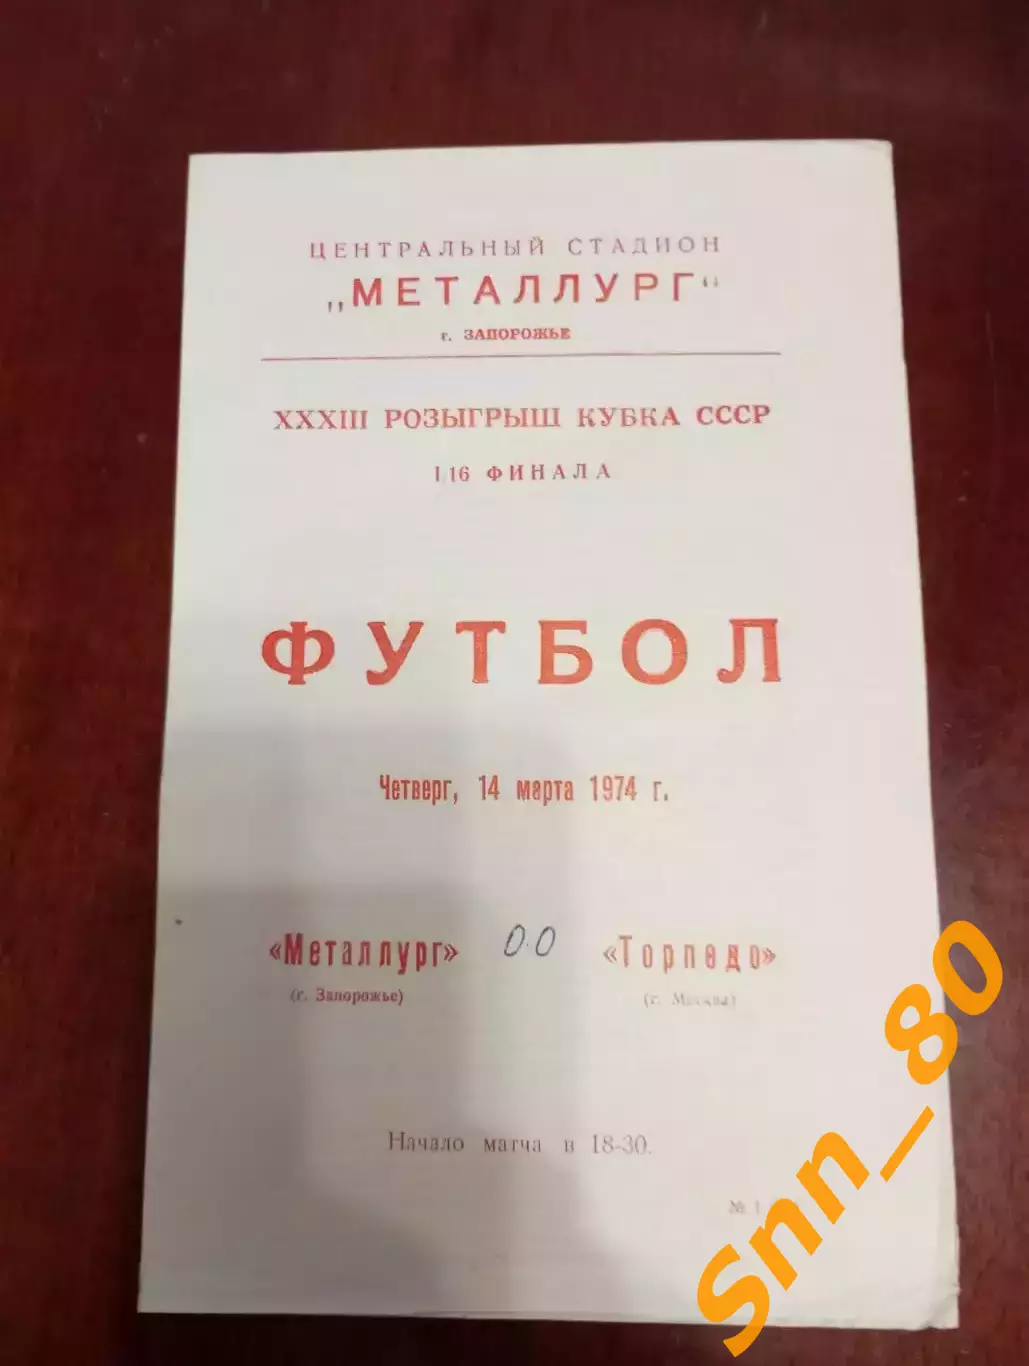 ЦЕНТРАЛЬНЫЙ СТАДИОН
„МЕТАЛЛУРГ“
г. ЗАПОРОЖЬЕ
XXXIII РОЗЫГРЫШ КУБКА СССР
1/16 ФИНАЛА
ФУТБОЛ
Четверг, 14 марта 1974 г.
«Металлург» 0:0 «Торпедо»
(г. Запорожье) (г. Москва)
Начало матча в 18-30.
№ 1
Snn_80